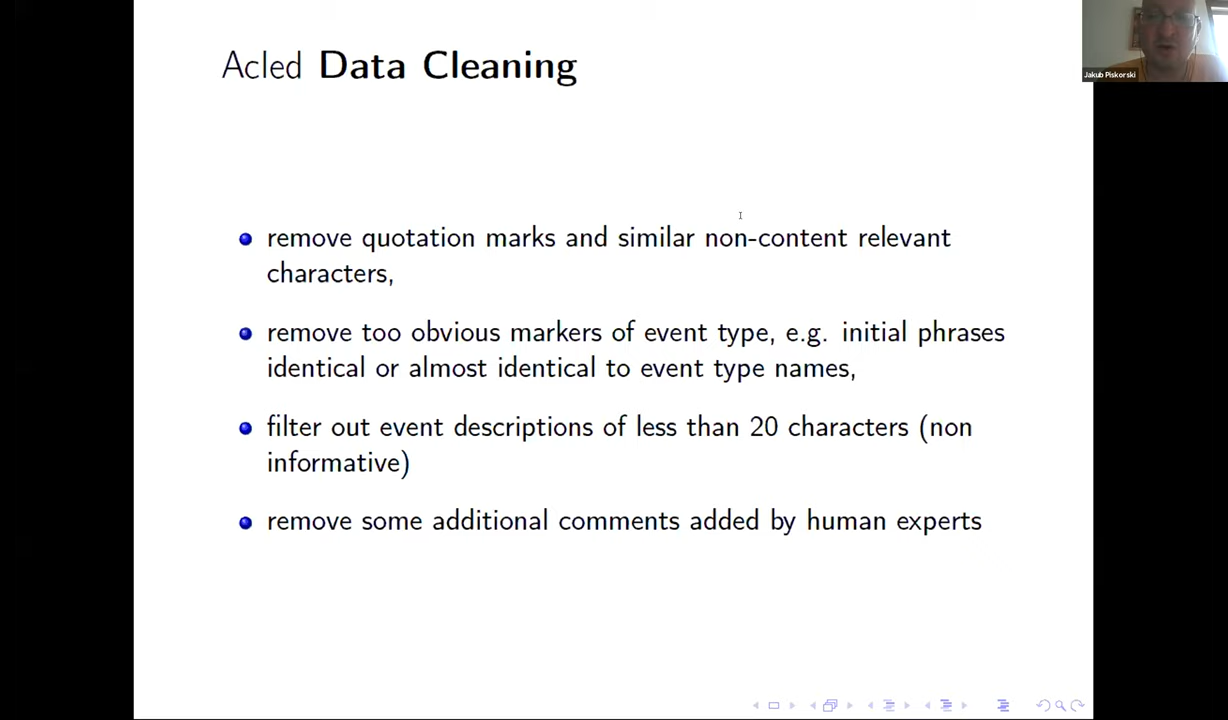 Acled Data Cleaning
Jakub Piskorski
remove quotation marks and similar non-content relevant
characters,
remove too obvious markers of event type, e.g. initial phrases
identical or almost identical to event type names,
filter out event descriptions of less than 20 characters (non
informative)
remove some additional comments added by human experts